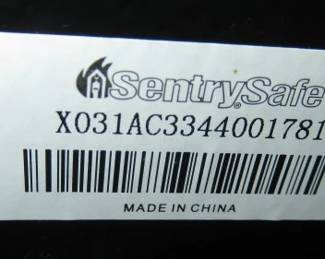 SentrySafe
X031AC3344001781
MADE IN CHINA